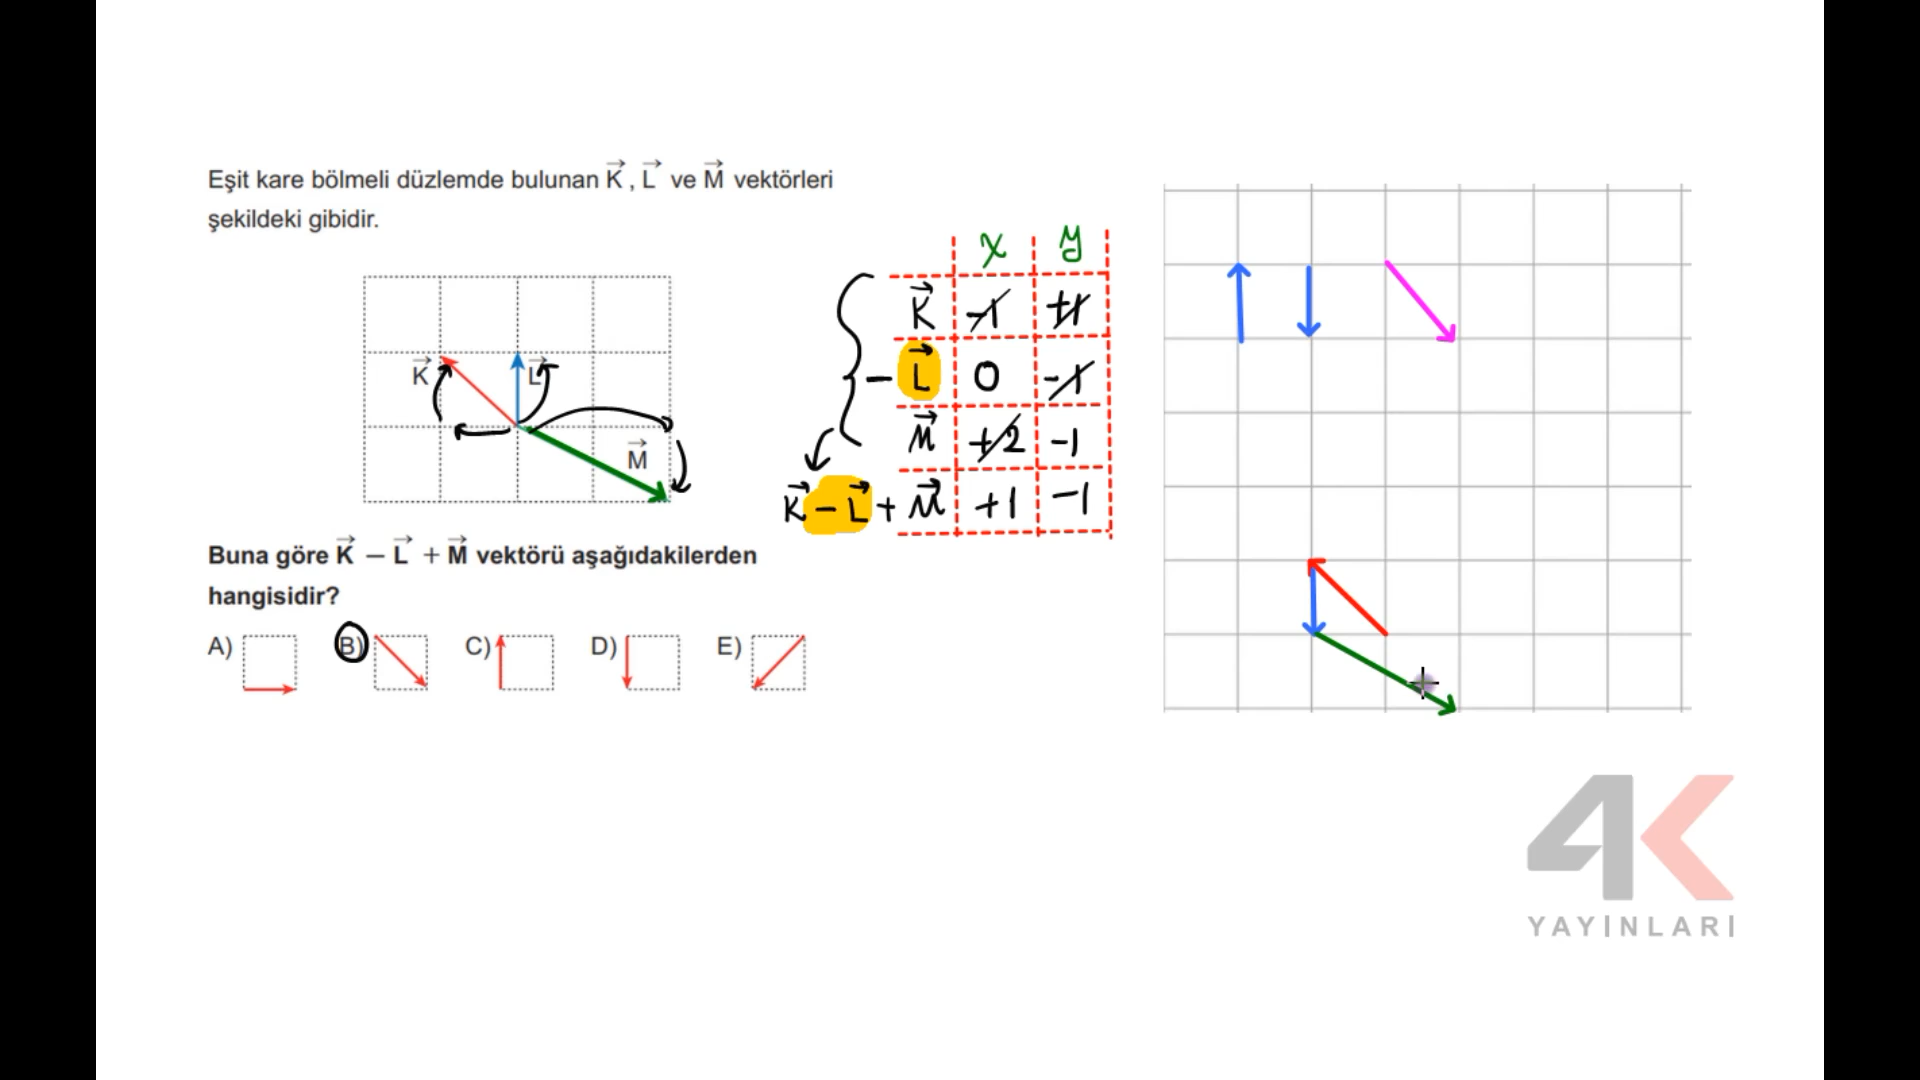 Eşit kare bölmeli düzlemde bulunan K⃗ , L⃗ ve M⃗ vektörleri
şekildeki gibidir.
K⃗
L⃗
M⃗
x y
K⃗ -1 +1
- L⃗ 0 -1
M⃗ +2 -1
K⃗ - L⃗ + M⃗ +1 -1
Buna göre K⃗ – L⃗ + M⃗ vektörü aşağıdakilerden
hangisidir?
A) B) C) D) E)
4K
YAYINLARI